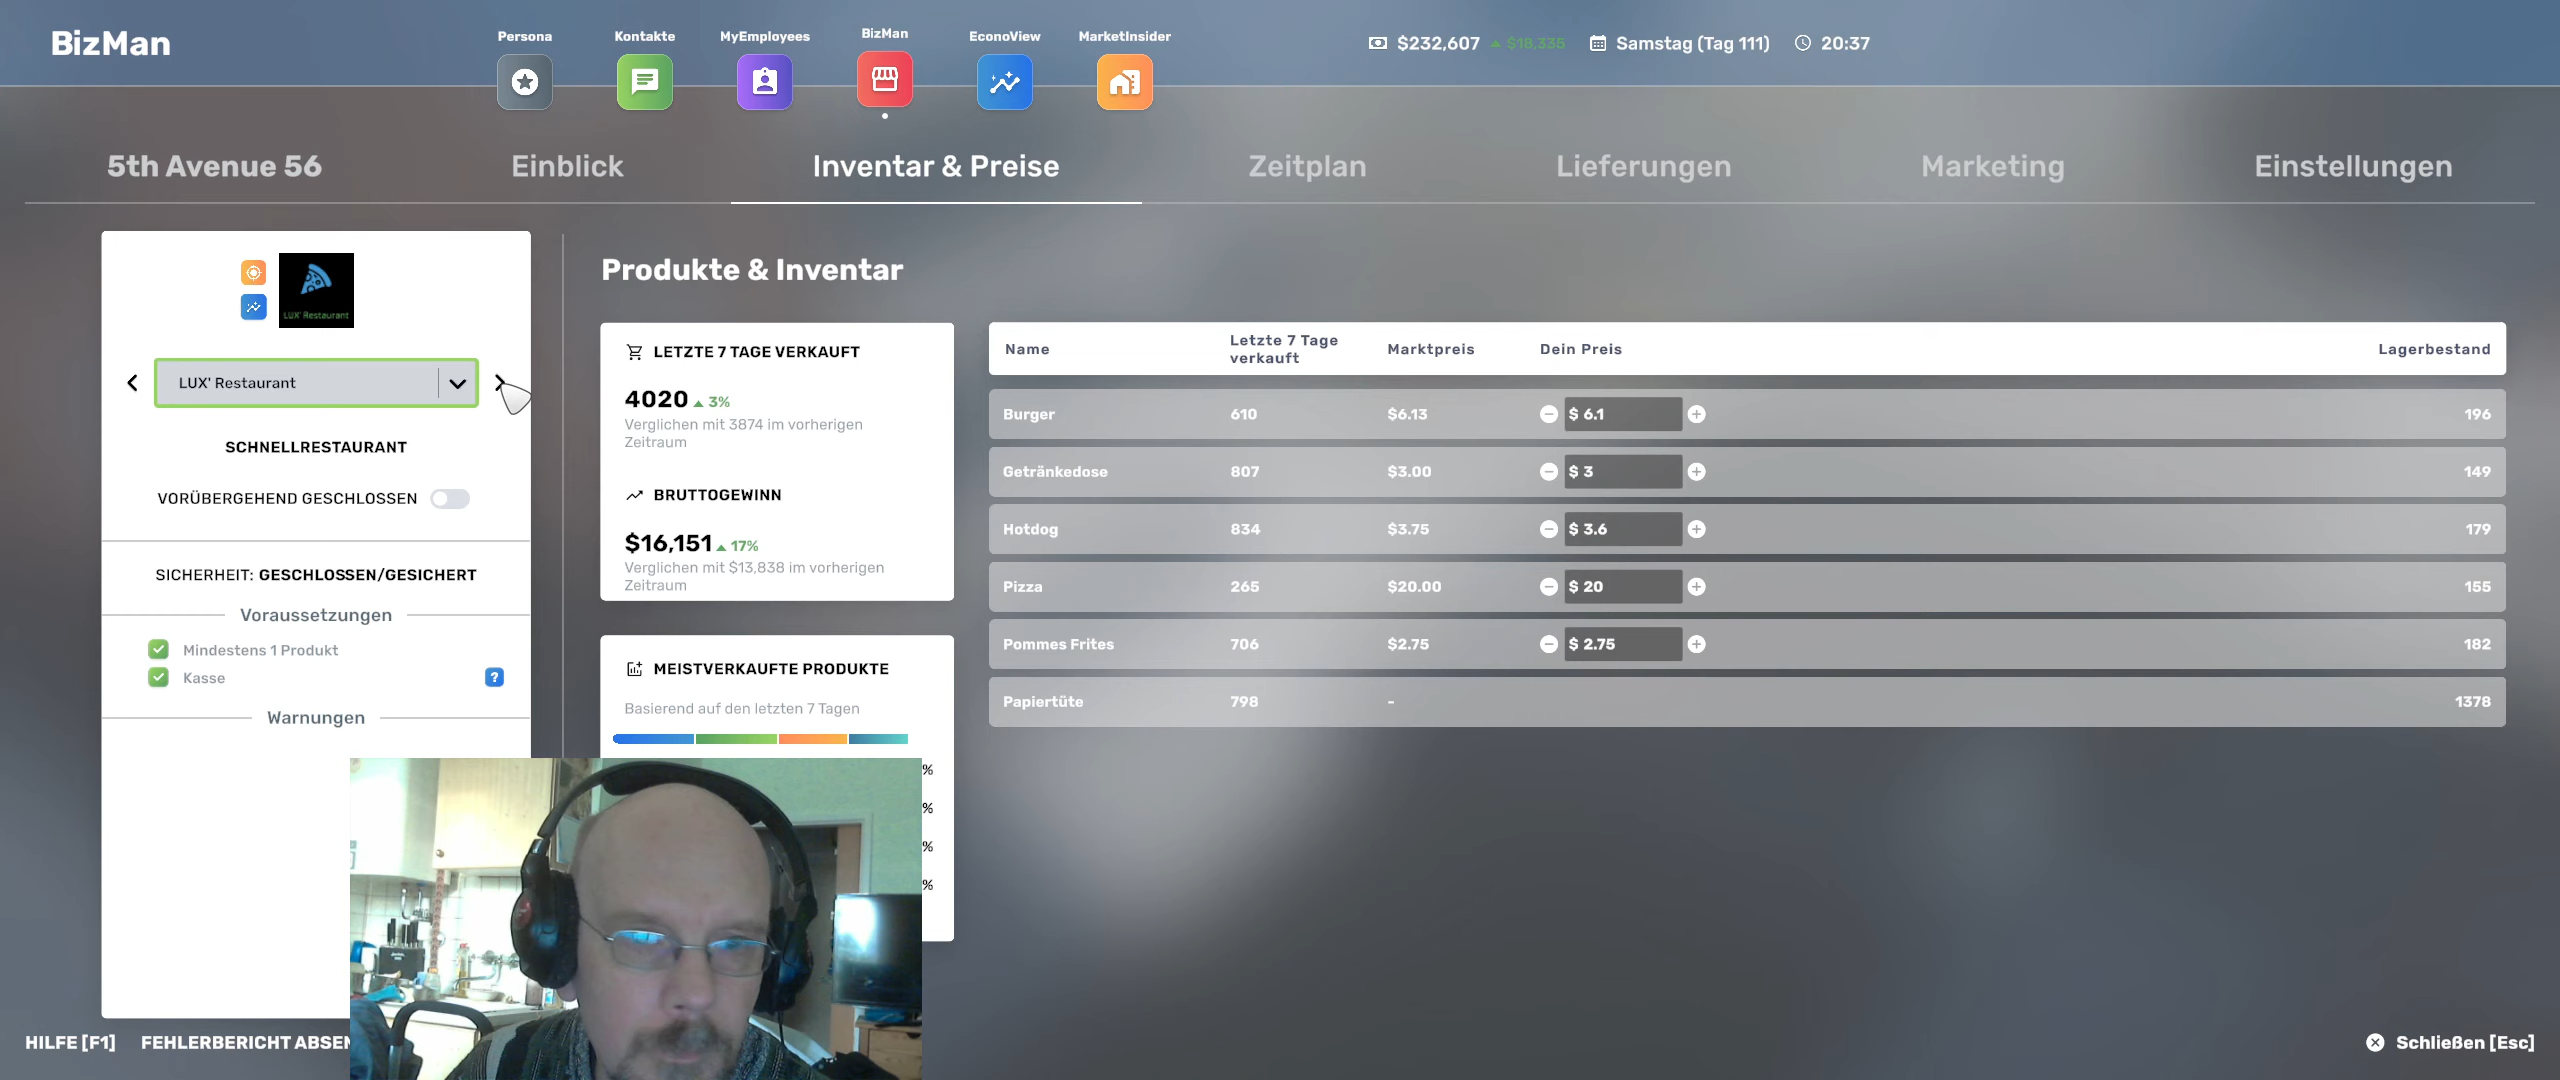 BizMan
Persona
Kontakte
MyEmployees
BizMan
EconoView
MarketInsider
$232,607 $18,335
Samstag (Tag 111)
20:37
5th Avenue 56
Einblick
Inventar & Preise
Zeitplan
Lieferungen
Marketing
Einstellungen
LUX' Restaurant
LUX' Restaurant
SCHNELLRESTAURANT
VORÜBERGEHEND GESCHLOSSEN
SICHERHEIT: GESCHLOSSEN/GESICHERT
Voraussetzungen
Mindestens 1 Produkt
Kasse ?
Warnungen
Produkte & Inventar
LETZTE 7 TAGE VERKAUFT
4020 3%
Verglichen mit 3874 im vorherigen
Zeitraum
BRUTTOGEWINN
$16,151 17%
Verglichen mit $13,838 im vorherigen
Zeitraum
MEISTVERKAUFTE PRODUKTE
Basierend auf den letzten 7 Tagen
%
%
%
%
Name Letzte 7 Tage verkauft Marktpreis Dein Preis Lagerbestand
Burger 610 $6.13 $ 6.1 196
Getränkedose 807 $3.00 $ 3 149
Hotdog 834 $3.75 $ 3.6 179
Pizza 265 $20.00 $ 20 155
Pommes Frites 706 $2.75 $ 2.75 182
Papiertüte 798 - 1378
HILFE [F1] FEHLERBERICHT ABSEN
Schließen [Esc]